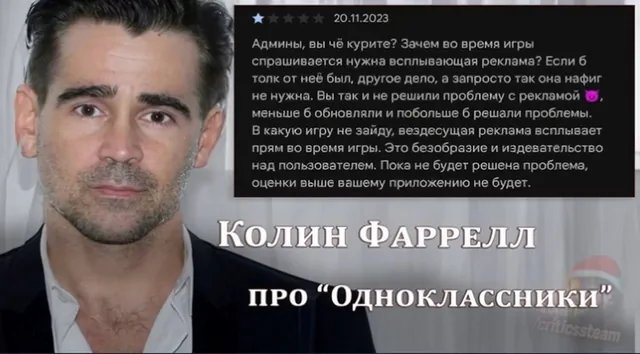 20.11.2023
Админы, вы чё курите? Зачем во время игры
спрашивается нужна всплывающая реклама? Если б
толк от неё был, другое дело, а запросто так она нафиг
не нужна. Вы так и не решили проблему с рекламой 😈,
меньше б обновляли и побольше б решали проблемы.
В какую игру не зайду, вездесущая реклама всплывает
прям во время игры. Это безобразие и издевательство
над пользователем. Пока не будет решена проблема,
оценки выше вашему приложению не будет.
Колин Фаррелл
про “Одноклассники”
criticssteam